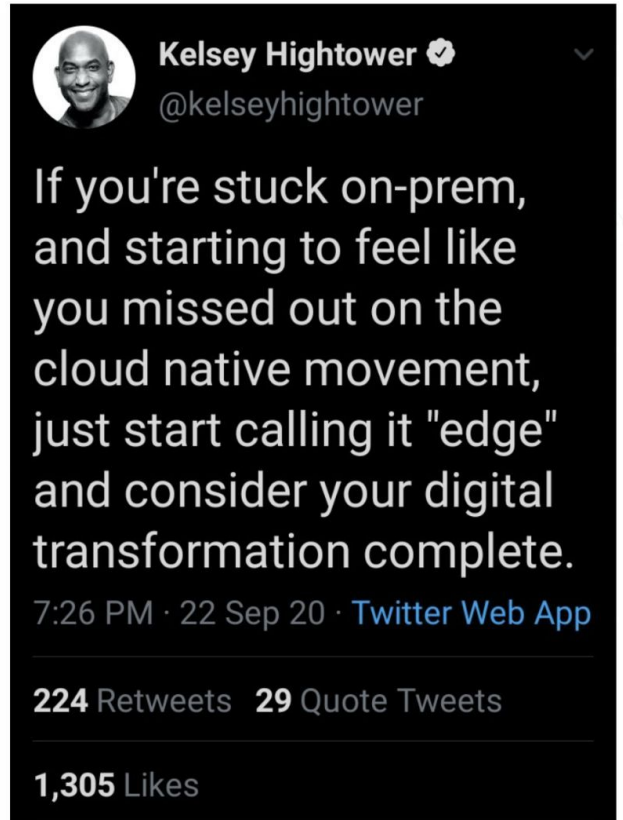 Kelsey Hightower
@kelseyhightower
If you're stuck on-prem,
and starting to feel like
you missed out on the
cloud native movement,
just start calling it "edge"
and consider your digital
transformation complete.
7:26 PM · 22 Sep 20 · Twitter Web App
224 Retweets 29 Quote Tweets
1,305 Likes